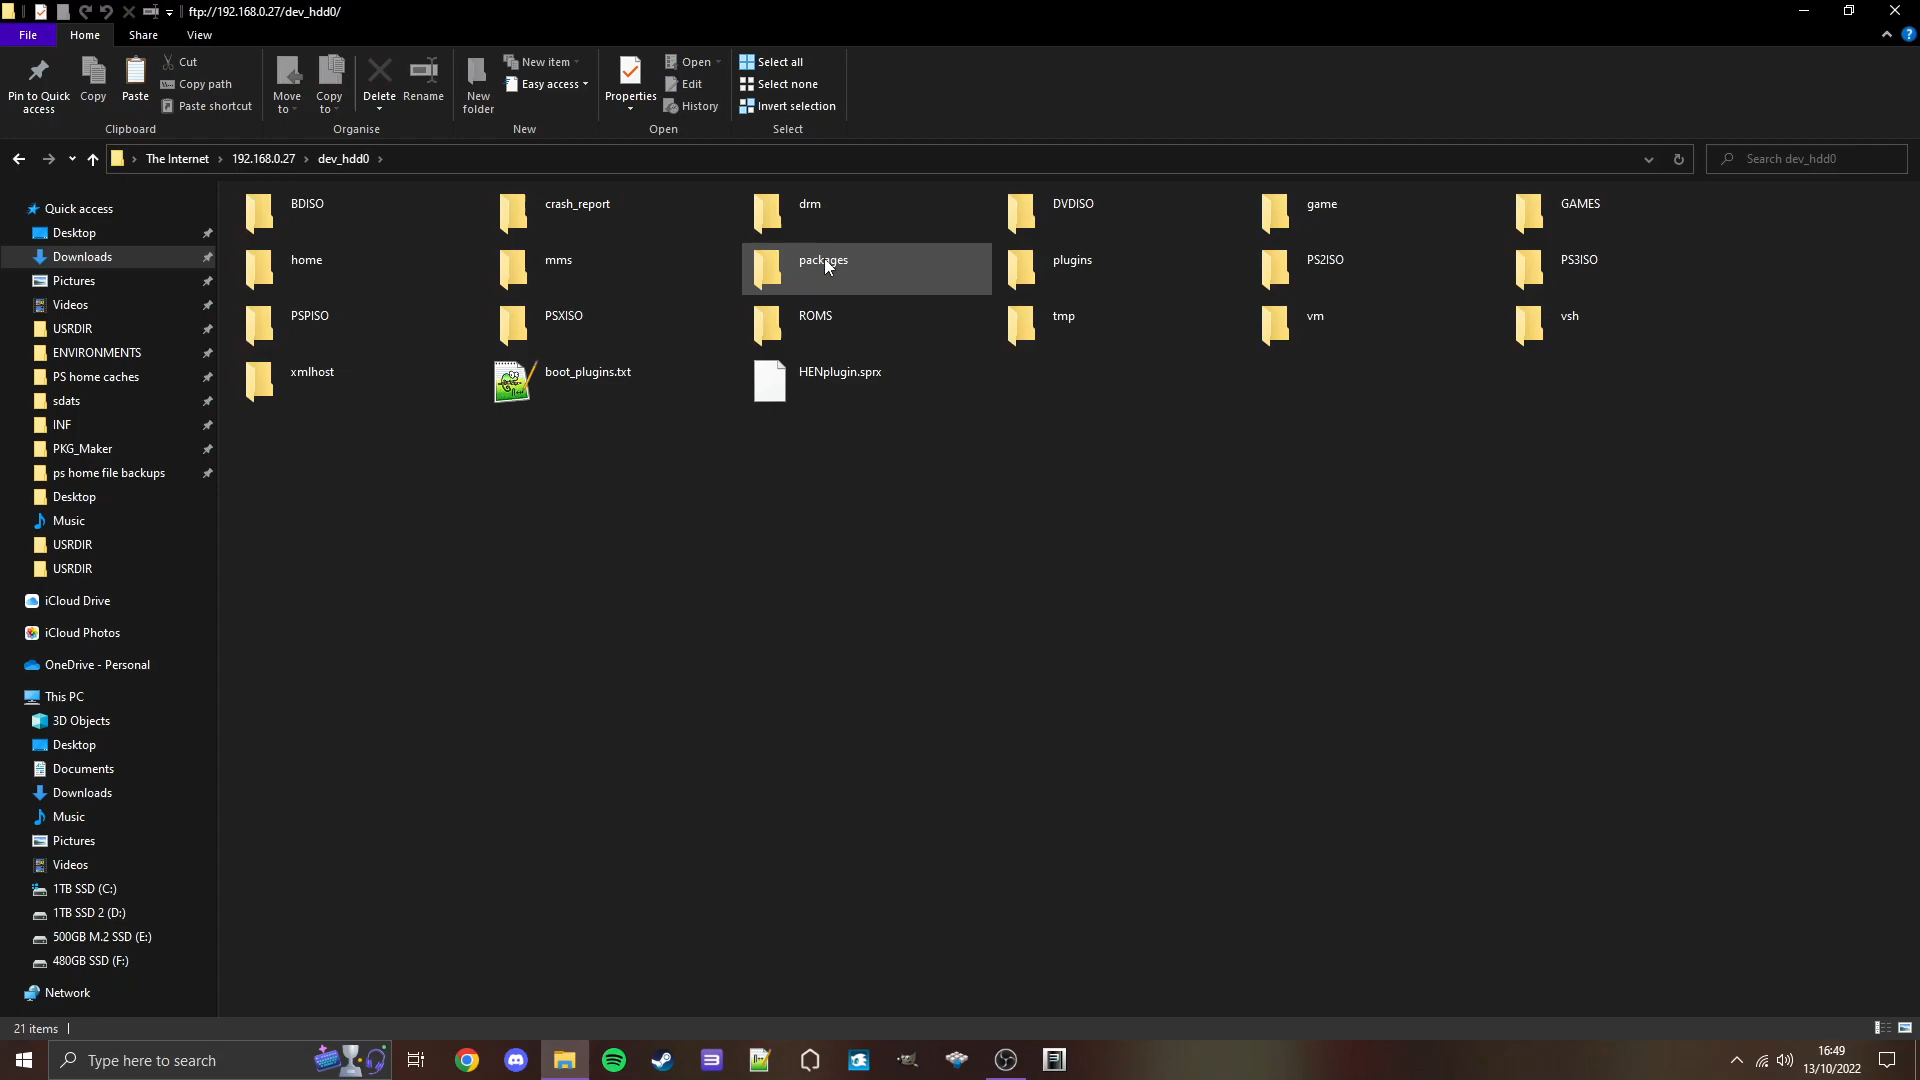 ftp://192.168.0.27/dev_hdd0/
File Home Share View
Pin to Quick access
Copy
Paste
Cut
Copy path
Paste shortcut
Clipboard
Move to
Copy to
Delete
Rename
Organise
New folder
New item
Easy access
New
Properties
Open
Edit
History
Open
Select all
Select none
Invert selection
Select
The Internet 192.168.0.27 dev_hdd0
Search dev_hdd0
Quick access
Desktop
Downloads
Pictures
Videos
USRDIR
ENVIRONMENTS
PS home caches
sdats
INF
PKG_Maker
ps home file backups
Desktop
Music
USRDIR
USRDIR
iCloud Drive
iCloud Photos
OneDrive - Personal
This PC
3D Objects
Desktop
Documents
Downloads
Music
Pictures
Videos
1TB SSD (C:)
1TB SSD 2 (D:)
500GB M.2 SSD (E:)
480GB SSD (F:)
Network
BDISO crash_report drm DVDISO game GAMES
home mms packages plugins PS2ISO PS3ISO
PSPISO PSXISO ROMS tmp vm vsh
xmlhost boot_plugins.txt HENplugin.sprx
21 items
Type here to search
16:49
13/10/2022